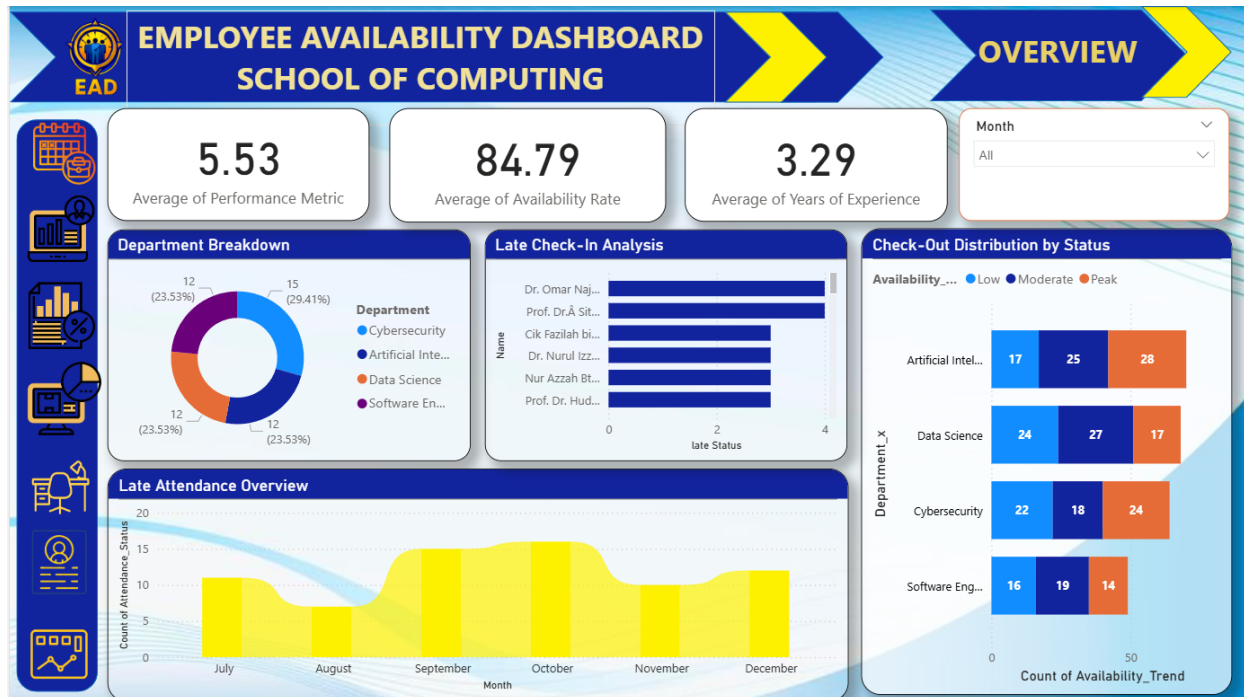 EMPLOYEE AVAILABILITY DASHBOARD
SCHOOL OF COMPUTING
EAD
OVERVIEW
5.53
Average of Performance Metric
84.79
Average of Availability Rate
3.29
Average of Years of Experience
Month
All
Department Breakdown
12
(23.53%)
15
(29.41%)
12
(23.53%)
12
(23.53%)
Department
Cybersecurity
Artificial Inte...
Data Science
Software En...
Late Check-In Analysis
Name
Dr. Omar Naj...
Prof. Dr.Â Sit...
Cik Fazilah bi...
Dr. Nurul Izz...
Nur Azzah Bt...
Prof. Dr. Hud...
0 2 4
late Status
Check-Out Distribution by Status
Availability_... Low Moderate Peak
Department_x
Artificial Intel... 17 25 28
Data Science 24 27 17
Cybersecurity 22 18 24
Software Eng... 16 19 14
0 50
Count of Availability_Trend
Late Attendance Overview
Count of Attendance_Status
20
15
10
5
0
July August September October November December
Month